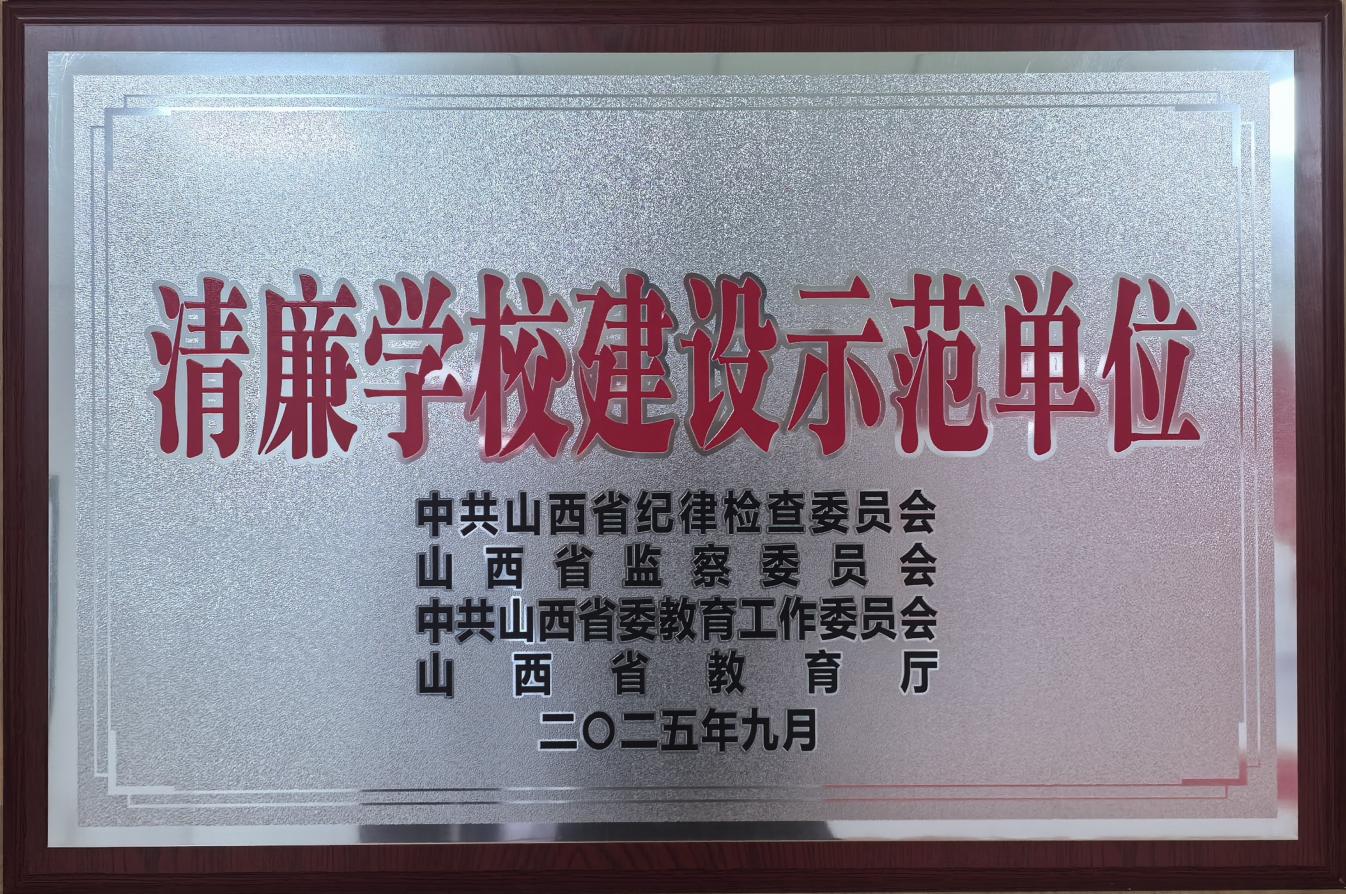 清廉学校建设示范单位
中共山西省纪律检查委员会
山西省监察委员会
中共山西省委教育工作委员会
山西省教育厅
二〇二五年九月